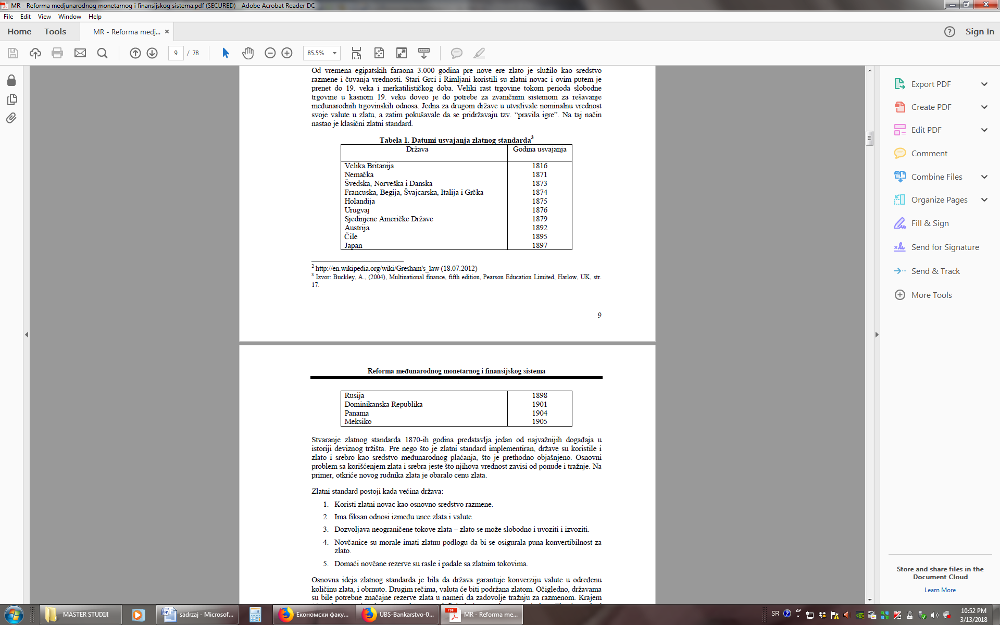 MR - Reforma medjunarodnog monetarnog i finansijskog sistema.pdf (SECURED) - Adobe Acrobat Reader DC
File Edit View Window Help
Home Tools MR - Reforma medj... × Sign In
9 / 78 85.5%
Od vremena egipatskih faraona 3.000 godina pre nove ere zlato je služilo kao sredstvo
razmene i čuvanja vrednosti. Stari Grci i Rimljani koristili su zlatni novac i ovim putem je
prenet do 19. veka i merkatilističkog doba. Veliki rast trgovine tokom perioda slobodne
trgovine u kasnom 19. veku doveo je do potrebe za zvaničnim sistemom za rešavanje
međunarodnih trgovinskih odnosa. Jedna za drugom države u utvrđivale nominalnu vrednost
svoje valute u zlatu, a zatim pokušavale da se pridržavaju tzv. “pravila igre”. Na taj način
nastao je klasični zlatni standard.
Tabela 1. Datumi usvajanja zlatnog standarda3
Država Godina usvajanja
Velika Britanija 1816
Nemačka 1871
Švedska, Norveška i Danska 1873
Francuska, Begija, Švajcarska, Italija i Grčka 1874
Holandija 1875
Urugvaj 1876
Sjedinjene Američke Države 1879
Austrija 1892
Čile 1895
Japan 1897
2 http://en.wikipedia.org/wiki/Gresham's_law (18.07.2012)
3 Izvor: Buckley, A., (2004), Multinational finance, fifth edition, Pearson Education Limited, Harlow, UK, str.
17.
9
Reforma međunarodnog monetarnog i finansijskog sistema
Rusija 1898
Dominikanska Republika 1901
Panama 1904
Meksiko 1905
Stvaranje zlatnog standarda 1870-ih godina predstavlja jedan od najvažnijih događaja u
istoriji deviznog tržišta. Pre nego što je zlatni standard implementiran, države su koristile i
zlato i srebro kao sredstvo međunarodnog plaćanja, što je prethodno objašnjeno. Osnovni
problem sa korišćenjem zlata i srebra jeste što njihova vrednost zavisi od ponude i tražnje. Na
primer, otkriće novog rudnika zlata je obaralo cenu zlata.
Zlatni standard postoji kada većina država:
1. Koristi zlatni novac kao osnovno sredstvo razmene.
2. Ima fiksan odnosi između unce zlata i valute.
3. Dozvoljava neograničene tokove zlata – zlato se može slobodno i uvoziti i izvoziti.
4. Novčanice su morale imati zlatnu podlogu da bi se osigurala puna konvertibilnost za
zlato.
5. Domaći novčane rezerve su rasle i padale sa zlatnim tokovima.
Osnovna ideja zlatnog standarda je bila da država garantuje konverziju valute u određenu
količinu zlata, i obrnuto. Drugim rečima, valuta će biti podržana zlatom. Očigledno, državama
su bile potrebne značajne rezerve zlata u nameri da zadovolje tražnju za razmenom. Krajem
Export PDF
Create PDF
Edit PDF
Comment
Combine Files
Organize Pages
Fill & Sign
Send for Signature
Send & Track
More Tools
Store and share files in the
Document Cloud
Learn More
MASTER STUDIJI
sadrzaj - Microsof...
Економски факу...
UBS-Bankarstvo-0...
MR - Reforma me...
SR
10:52 PM
3/13/2018